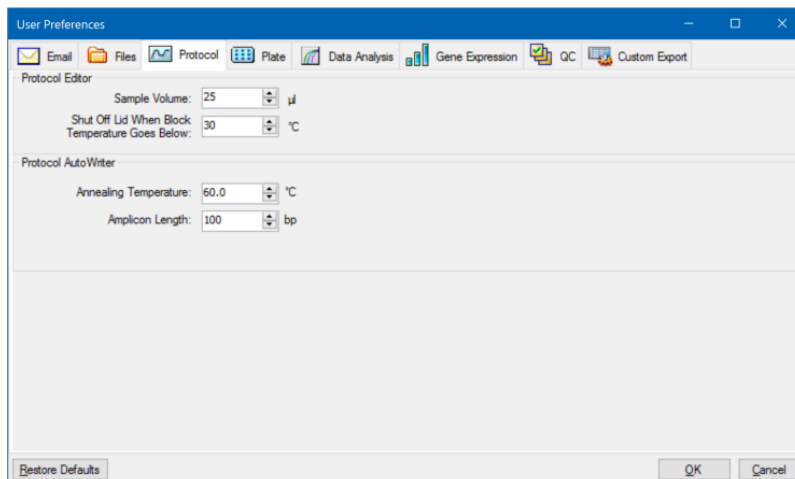 User Preferences
Email Files Protocol Plate Data Analysis Gene Expression QC Custom Export
Protocol Editor
Sample Volume: 25 µl
Shut Off Lid When Block
Temperature Goes Below: 30 °C
Protocol AutoWriter
Annealing Temperature: 60.0 °C
Amplicon Length: 100 bp
Restore Defaults OK Cancel